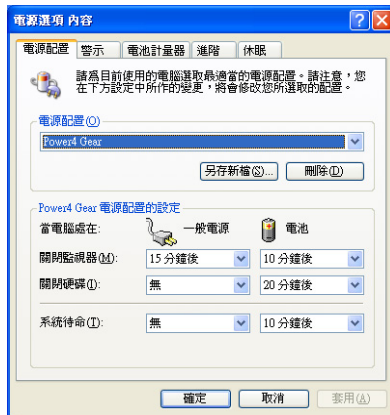 電源選項 內容
電源配置 警示 電池計量器 進階 休眠
請為目前使用的電腦選取最適當的電源配置。請注意，您
在下方設定中所作的變更，將會修改您所選取的配置。
電源配置(O)
Power4 Gear
另存新檔(S)... 刪除(D)
Power4 Gear 電源配置的設定
當電腦處在: 一般電源 電池
關閉監視器(M): 15 分鐘後 10 分鐘後
關閉硬碟(I): 無 20 分鐘後
系統待命(T): 無 10 分鐘後
確定 取消 套用(A)